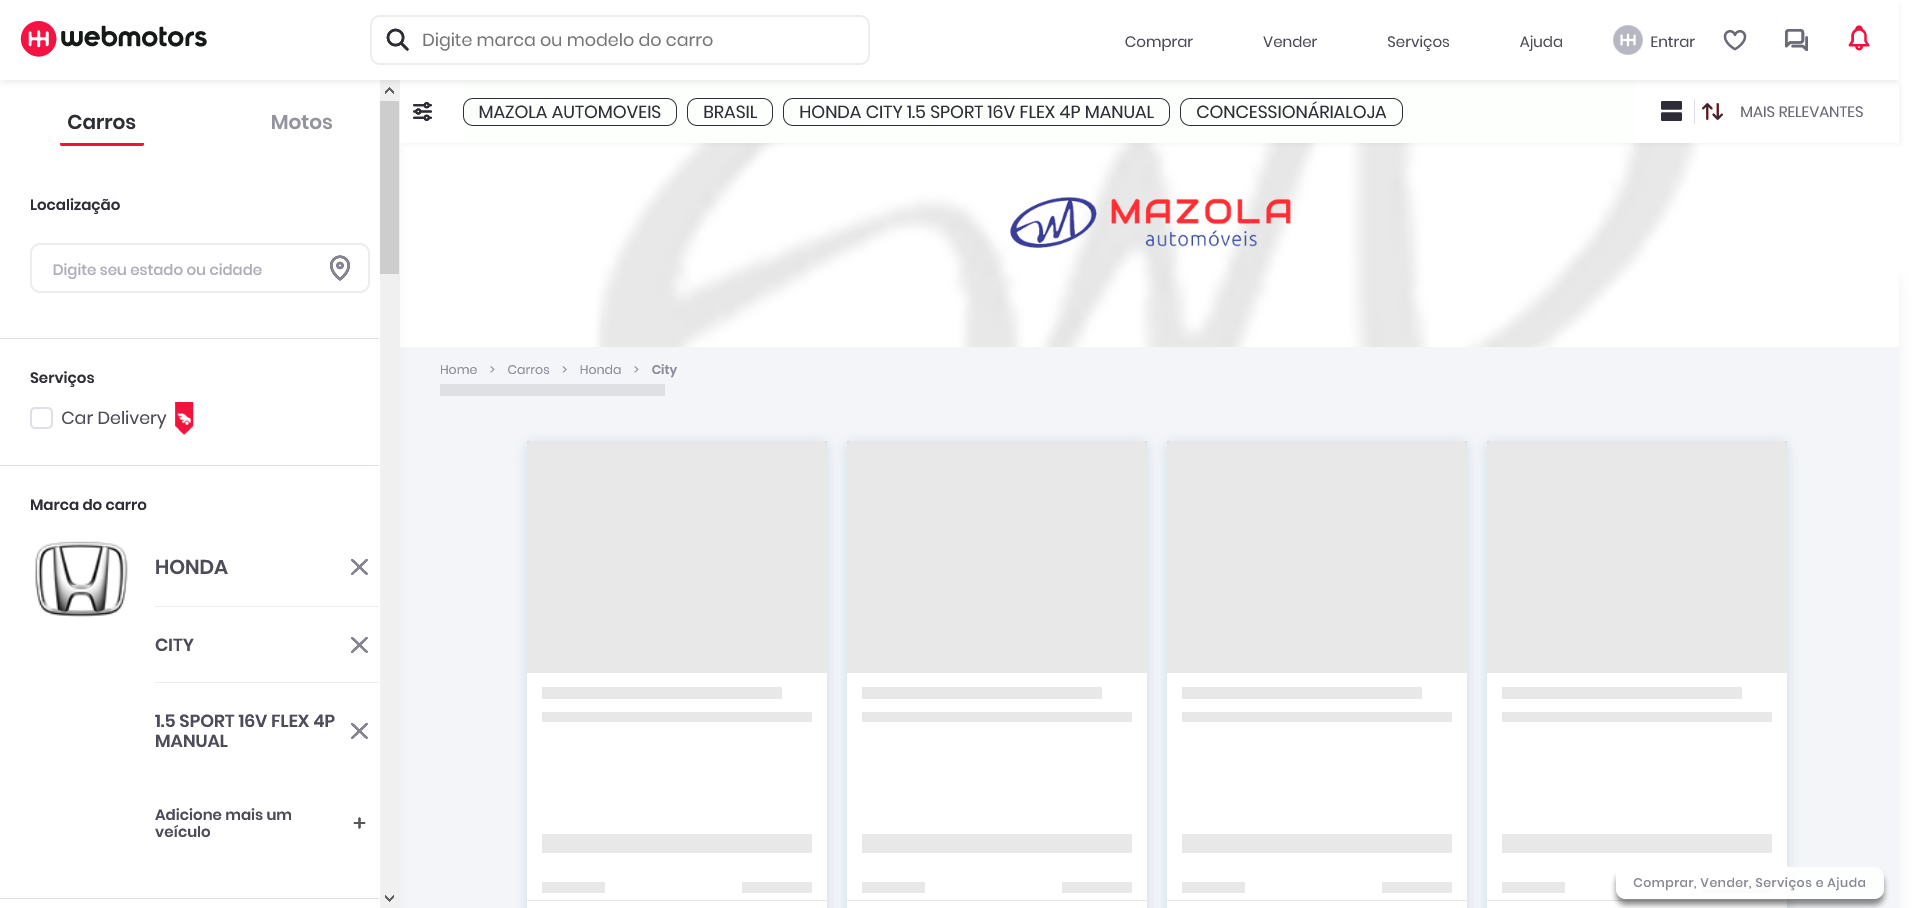 webmotors
Digite marca ou modelo do carro
Comprar
Vender
Serviços
Ajuda
Entrar
Carros
Motos
MAZOLA AUTOMOVEIS
BRASIL
HONDA CITY 1.5 SPORT 16V FLEX 4P MANUAL
CONCESSIONÁRIALOJA
MAIS RELEVANTES
Localização
Digite seu estado ou cidade
Serviços
Car Delivery
Marca do carro
HONDA
CITY
1.5 SPORT 16V FLEX 4P
MANUAL
Adicione mais um
veículo
MAZOLA
automóveis
Home > Carros > Honda > City
Comprar, Vender, Serviços e Ajuda